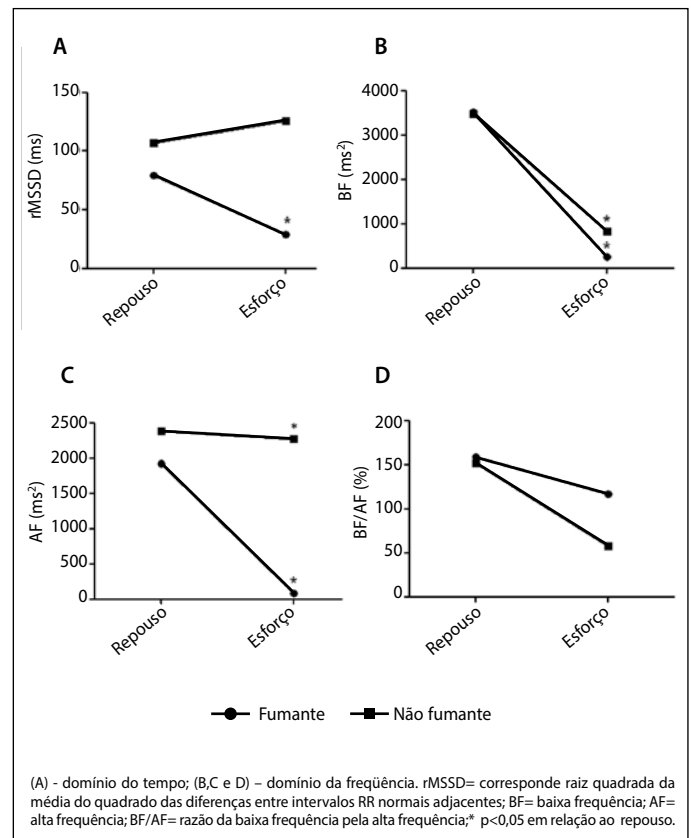 A
rMSSD (ms)
150
100
50
0
*
Repouso
Esforço
B
BF (ms²)
4000
3000
2000
1000
0
*
*
Repouso
Esforço
C
AF (ms²)
2500
2000
1500
1000
500
0
*
*
Repouso
Esforço
D
BF/AF (%)
200
150
100
50
0
Repouso
Esforço
Fumante
Não fumante
(A) - domínio do tempo; (B,C e D) – domínio da freqüência. rMSSD= corresponde raiz quadrada da
média do quadrado das diferenças entre intervalos RR normais adjacentes; BF= baixa frequência; AF=
alta frequência; BF/AF= razão da baixa frequência pela alta frequência;* p<0,05 em relação ao repouso.